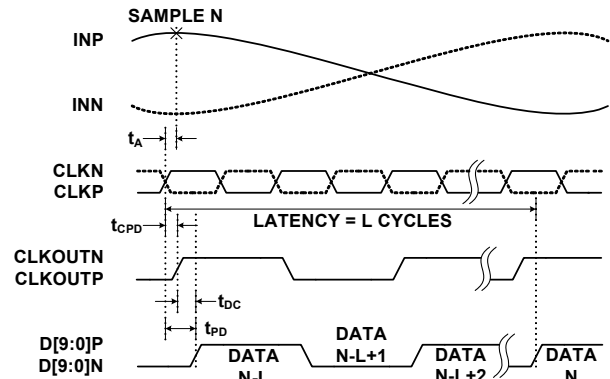 SAMPLE N
INP
INN
tA
CLKN
CLKP
LATENCY = L CYCLES
tCPD
CLKOUTN
CLKOUTP
tDC
tPD
D[9:0]P
D[9:0]N
DATA
N-L
DATA
N-L+1
DATA
N-L+2
DATA
N